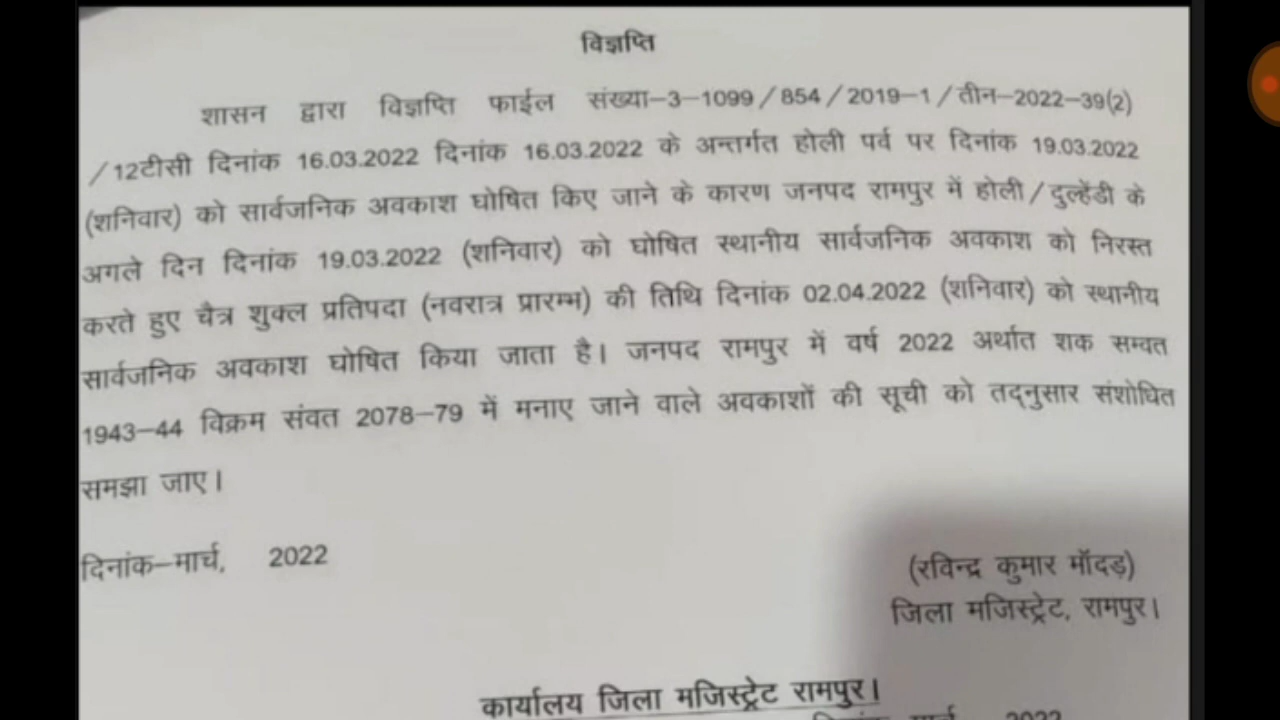 विज्ञप्ति
शासन द्वारा विज्ञप्ति फाईल संख्या-3-1099/854/2019-1/तीन-2022-39(2)
/12टीसी दिनांक 16.03.2022 दिनांक 16.03.2022 के अन्तर्गत होली पर्व पर दिनांक 19.03.2022
(शनिवार) को सार्वजनिक अवकाश घोषित किए जाने के कारण जनपद रामपुर में होली/दुल्हेंडी के
अगले दिन दिनांक 19.03.2022 (शनिवार) को घोषित स्थानीय सार्वजनिक अवकाश को निरस्त
करते हुए चैत्र शुक्ल प्रतिपदा (नवरात्र प्रारम्भ) की तिथि दिनांक 02.04.2022 (शनिवार) को स्थानीय
सार्वजनिक अवकाश घोषित किया जाता है। जनपद रामपुर में वर्ष 2022 अर्थात शक सम्वत
1943-44 विक्रम संवत 2078-79 में मनाए जाने वाले अवकाशों की सूची को तद्नुसार संशोधित
समझा जाए।
दिनांक-मार्च, 2022
(रविन्द्र कुमार मॉदड़)
जिला मजिस्ट्रेट, रामपुर।
कार्यालय जिला मजिस्ट्रेट रामपुर।
दिनांक मार्च 2022